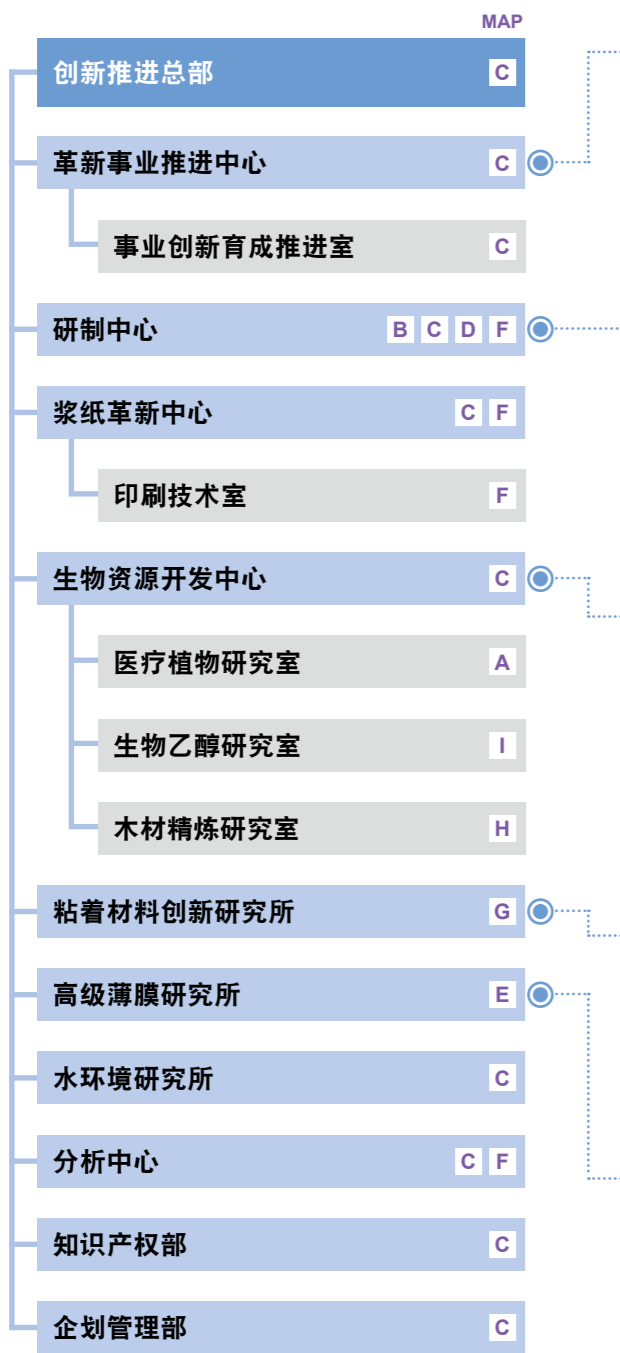 MAP
创新推进总部 C
革新事业推进中心 C
事业创新育成推进室 C
研制中心 B C D F
浆纸革新中心 C F
印刷技术室 F
生物资源开发中心 C
医疗植物研究室 A
生物乙醇研究室 I
木材精炼研究室 H
粘着材料创新研究所 G
高级薄膜研究所 E
水环境研究所 C
分析中心 C F
知识产权部 C
企划管理部 C